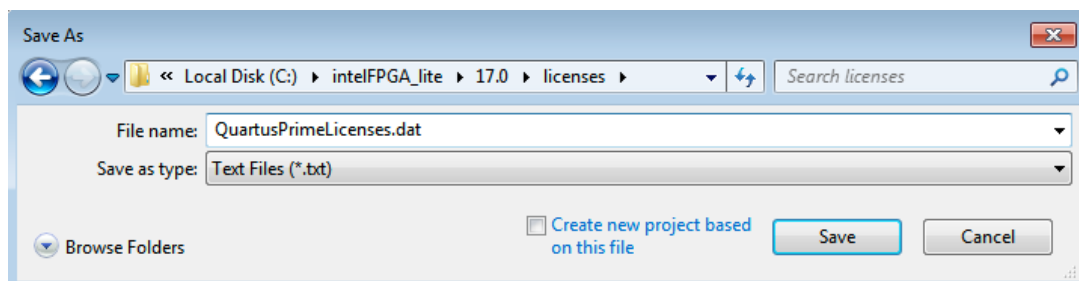 Save As
« Local Disk (C:) ▸ intelFPGA_lite ▸ 17.0 ▸ licenses ▸ Search licenses
File name: QuartusPrimeLicenses.dat
Save as type: Text Files (*.txt)
Create new project based
on this file
Save
Cancel
Browse Folders